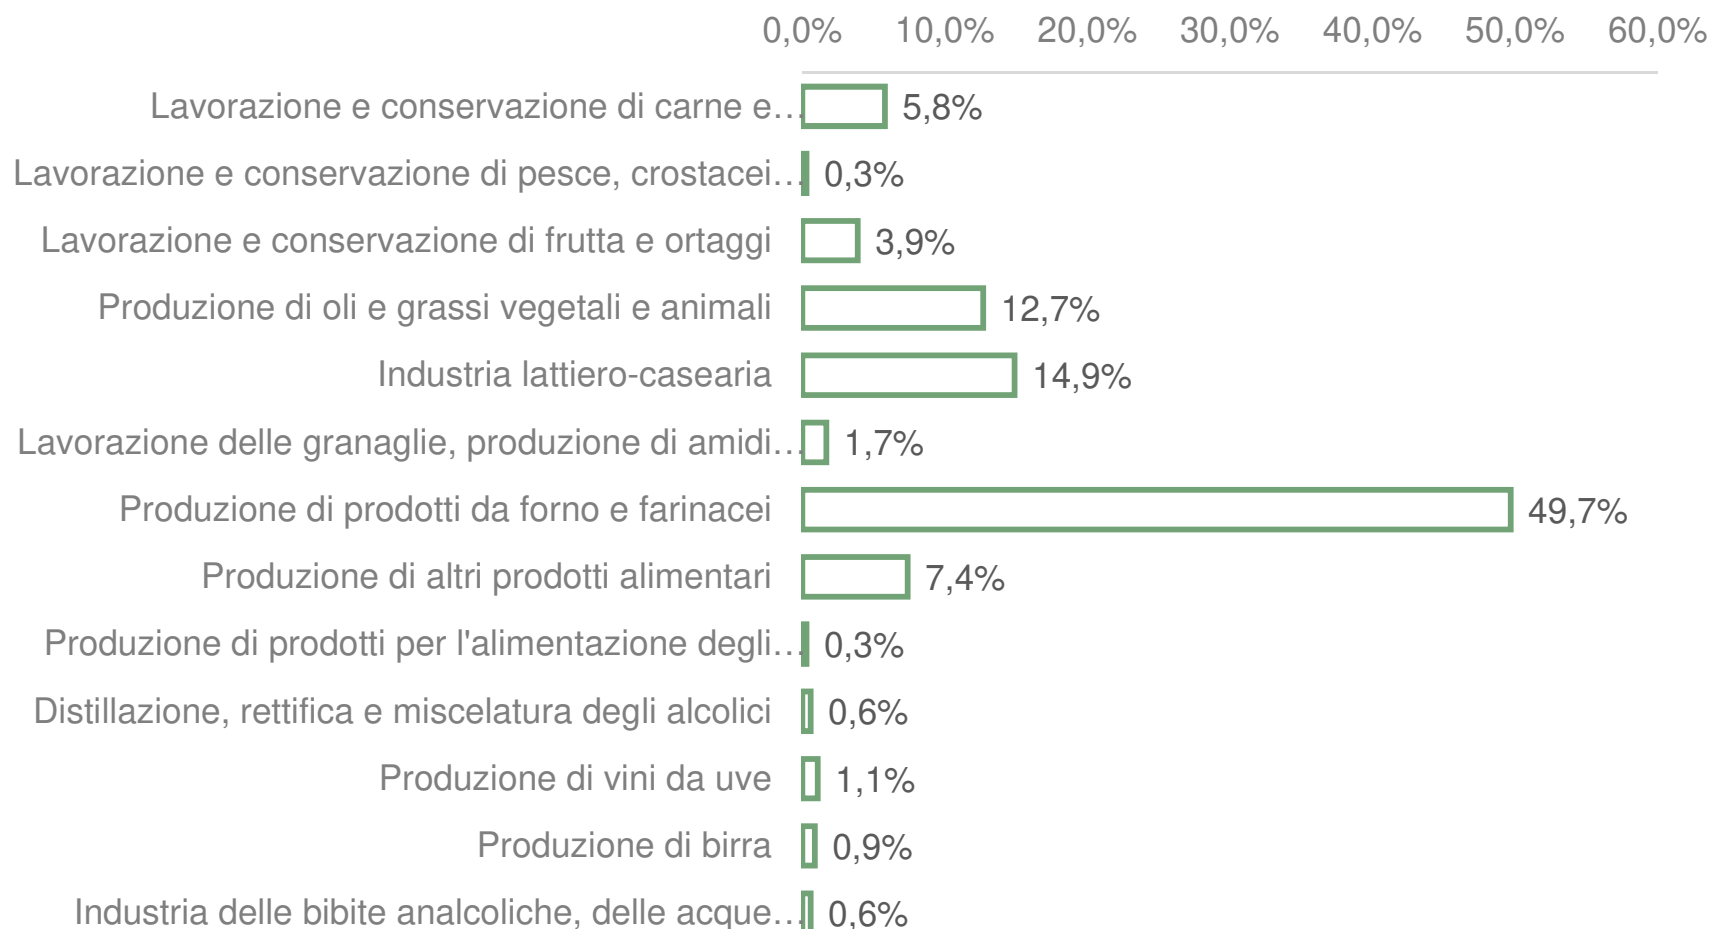 0,0% 10,0% 20,0% 30,0% 40,0% 50,0% 60,0%
Lavorazione e conservazione di carne e… 5,8%
Lavorazione e conservazione di pesce, crostacei… 0,3%
Lavorazione e conservazione di frutta e ortaggi 3,9%
Produzione di oli e grassi vegetali e animali 12,7%
Industria lattiero-casearia 14,9%
Lavorazione delle granaglie, produzione di amidi… 1,7%
Produzione di prodotti da forno e farinacei 49,7%
Produzione di altri prodotti alimentari 7,4%
Produzione di prodotti per l'alimentazione degli… 0,3%
Distillazione, rettifica e miscelatura degli alcolici 0,6%
Produzione di vini da uve 1,1%
Produzione di birra 0,9%
Industria delle bibite analcoliche, delle acque… 0,6%